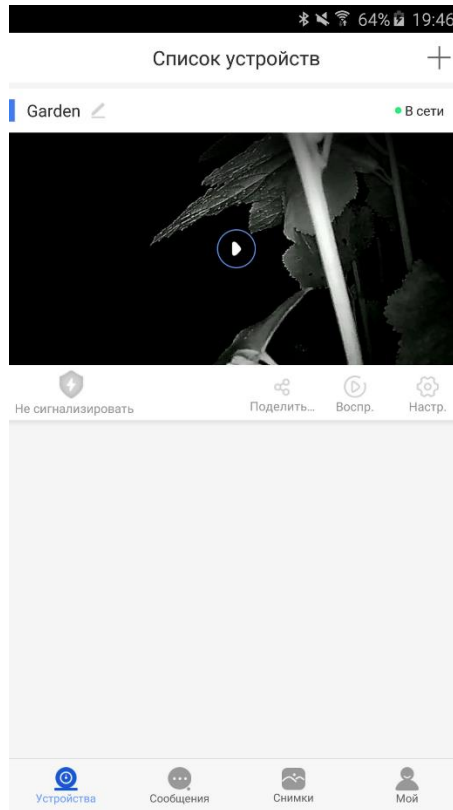 64% 19:46
Список устройств
Garden
В сети
Не сигнализировать
Поделить...
Воспр.
Настр.
Устройства
Сообщения
Снимки
Мой